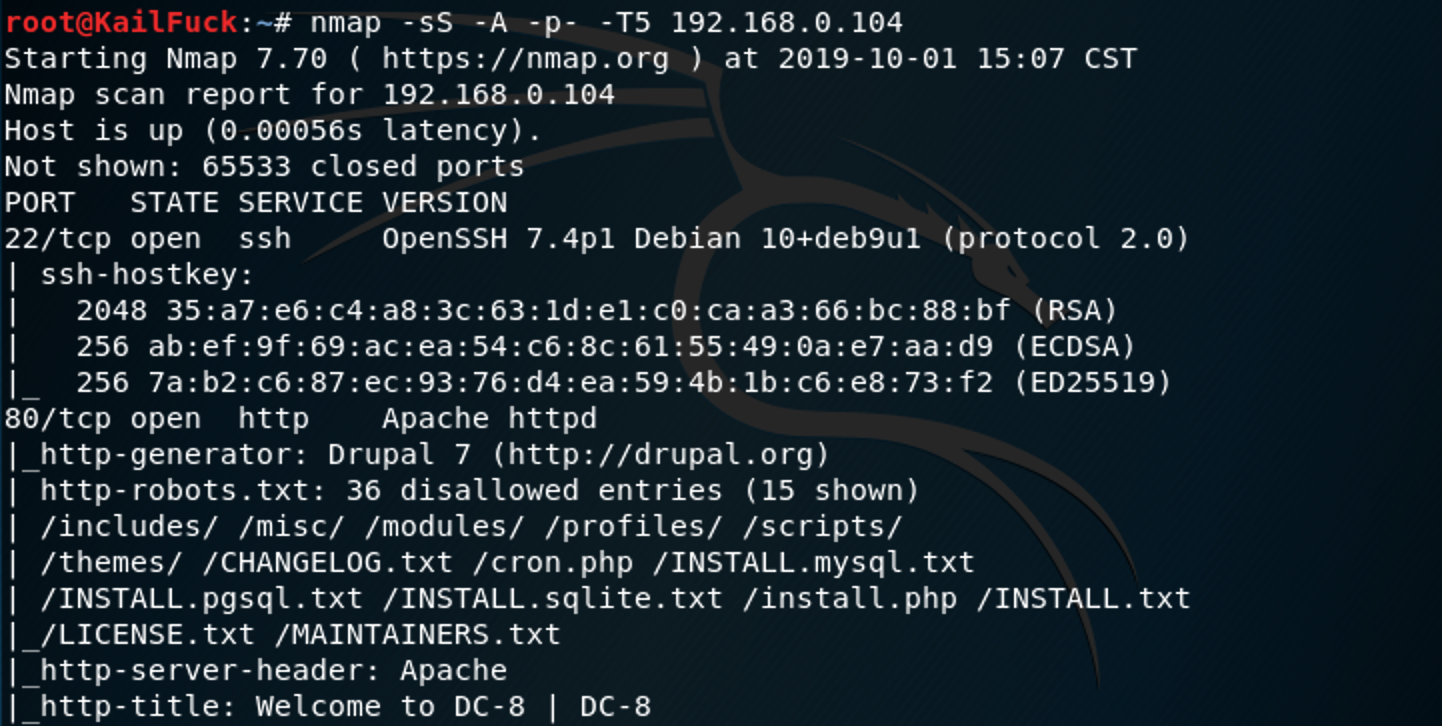 root@KailFuck:~# nmap -sS -A -p- -T5 192.168.0.104
Starting Nmap 7.70 ( https://nmap.org ) at 2019-10-01 15:07 CST
Nmap scan report for 192.168.0.104
Host is up (0.00056s latency).
Not shown: 65533 closed ports
PORT   STATE SERVICE VERSION
22/tcp open  ssh     OpenSSH 7.4p1 Debian 10+deb9u1 (protocol 2.0)
| ssh-hostkey:
|   2048 35:a7:e6:c4:a8:3c:63:1d:e1:c0:ca:a3:66:bc:88:bf (RSA)
|   256 ab:ef:9f:69:ac:ea:54:c6:8c:61:55:49:0a:e7:aa:d9 (ECDSA)
|_  256 7a:b2:c6:87:ec:93:76:d4:ea:59:4b:1b:c6:e8:73:f2 (ED25519)
80/tcp open  http    Apache httpd
|_http-generator: Drupal 7 (http://drupal.org)
| http-robots.txt: 36 disallowed entries (15 shown)
| /includes/ /misc/ /modules/ /profiles/ /scripts/
| /themes/ /CHANGELOG.txt /cron.php /INSTALL.mysql.txt
| /INSTALL.pgsql.txt /INSTALL.sqlite.txt /install.php /INSTALL.txt
|_/LICENSE.txt /MAINTAINERS.txt
|_http-server-header: Apache
|_http-title: Welcome to DC-8 | DC-8